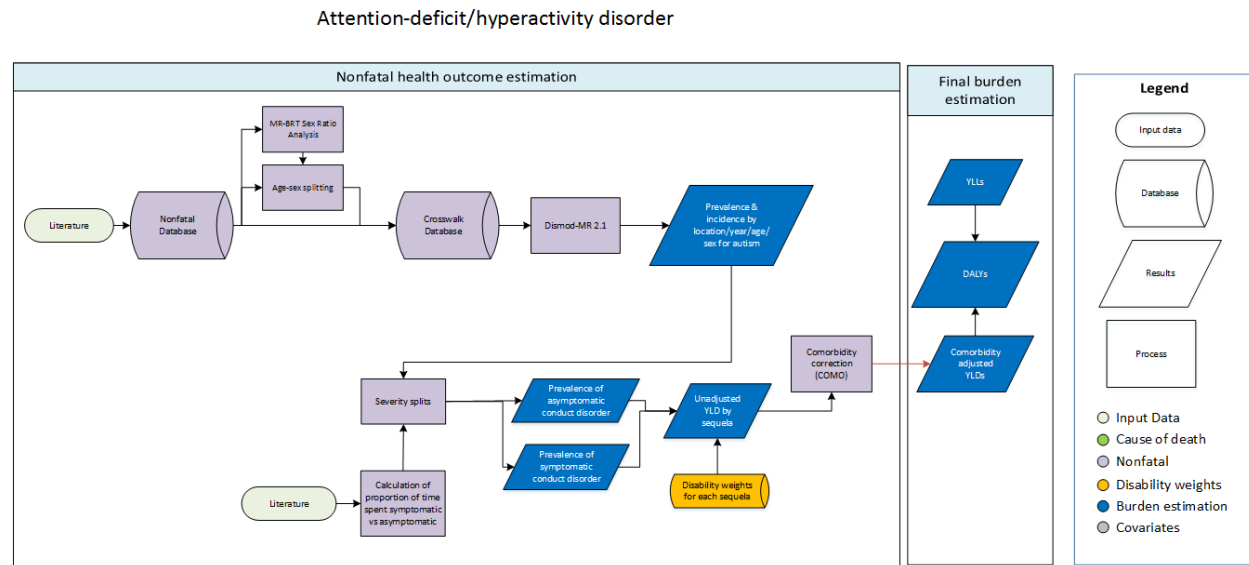 Attention-deficit/hyperactivity disorder
Nonfatal health outcome estimation
MR-BRT Sex Ratio
Analysis
Age-sex splitting
Literature
Nonfatal
Database
Crosswalk
Database
Dismod-MR 2.1
Prevalence &
incidence by
location/year/age/
sex for autism
Severity splits
Prevalence of
asymptomatic
conduct disorder
Prevalence of
symptomatic
conduct disorder
Unadjusted
YLD by
sequela
Comorbidity
correction
(COMO)
Literature
Calculation of
proportion of time
spent symptomatic
vs asymptomatic
Disability weights
for each sequela
Final burden
estimation
YLLs
DALYs
Comorbidity
adjusted
YLDs
Legend
Input data
Database
Results
Process
Input Data
Cause of death
Nonfatal
Disability weights
Burden estimation
Covariates